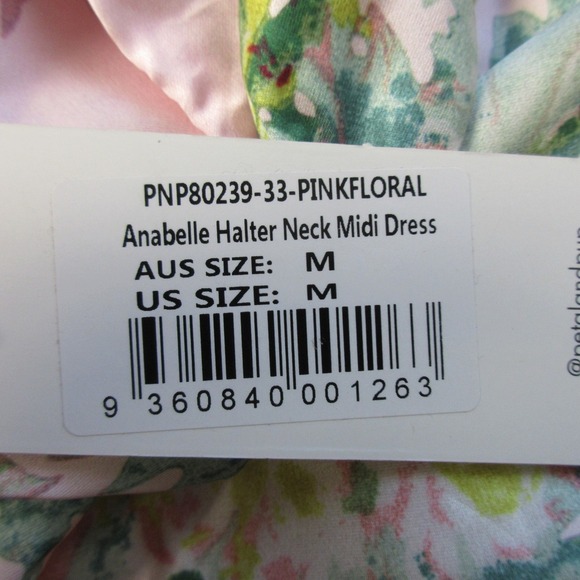 PNP80239-33-PINKFLORAL
Anabelle Halter Neck Midi Dress
AUS SIZE: M
US SIZE: M
9 360840 001263